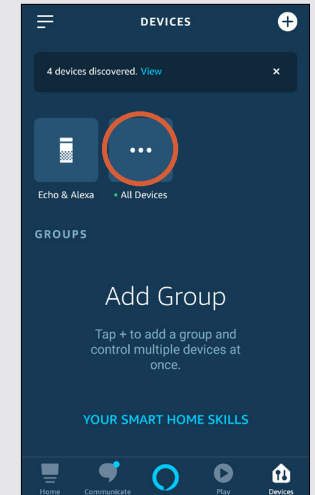 DEVICES
4 devices discovered. View
Echo & Alexa
All Devices
GROUPS
Add Group
Tap + to add a group and
control multiple devices at
once.
YOUR SMART HOME SKILLS
Home Communicate Play Devices